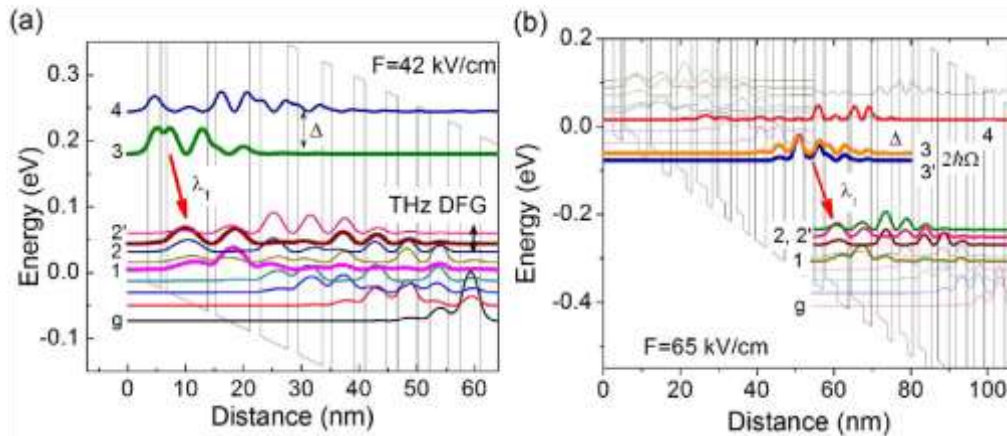 (a)
F=42 kV/cm
4
Δ
3
λ₁
THz DFG
2'
2
1
g
0.3
0.2
0.1
0.0
-0.1
Energy (eV)
0 10 20 30 40 50 60
Distance (nm)
(b)
0.2
0.0
-0.2
-0.4
Energy (eV)
4
Δ
3
3'
2ℏΩ
λ₁
2, 2'
1
g
F=65 kV/cm
0 20 40 60 80 100
Distance (nm)